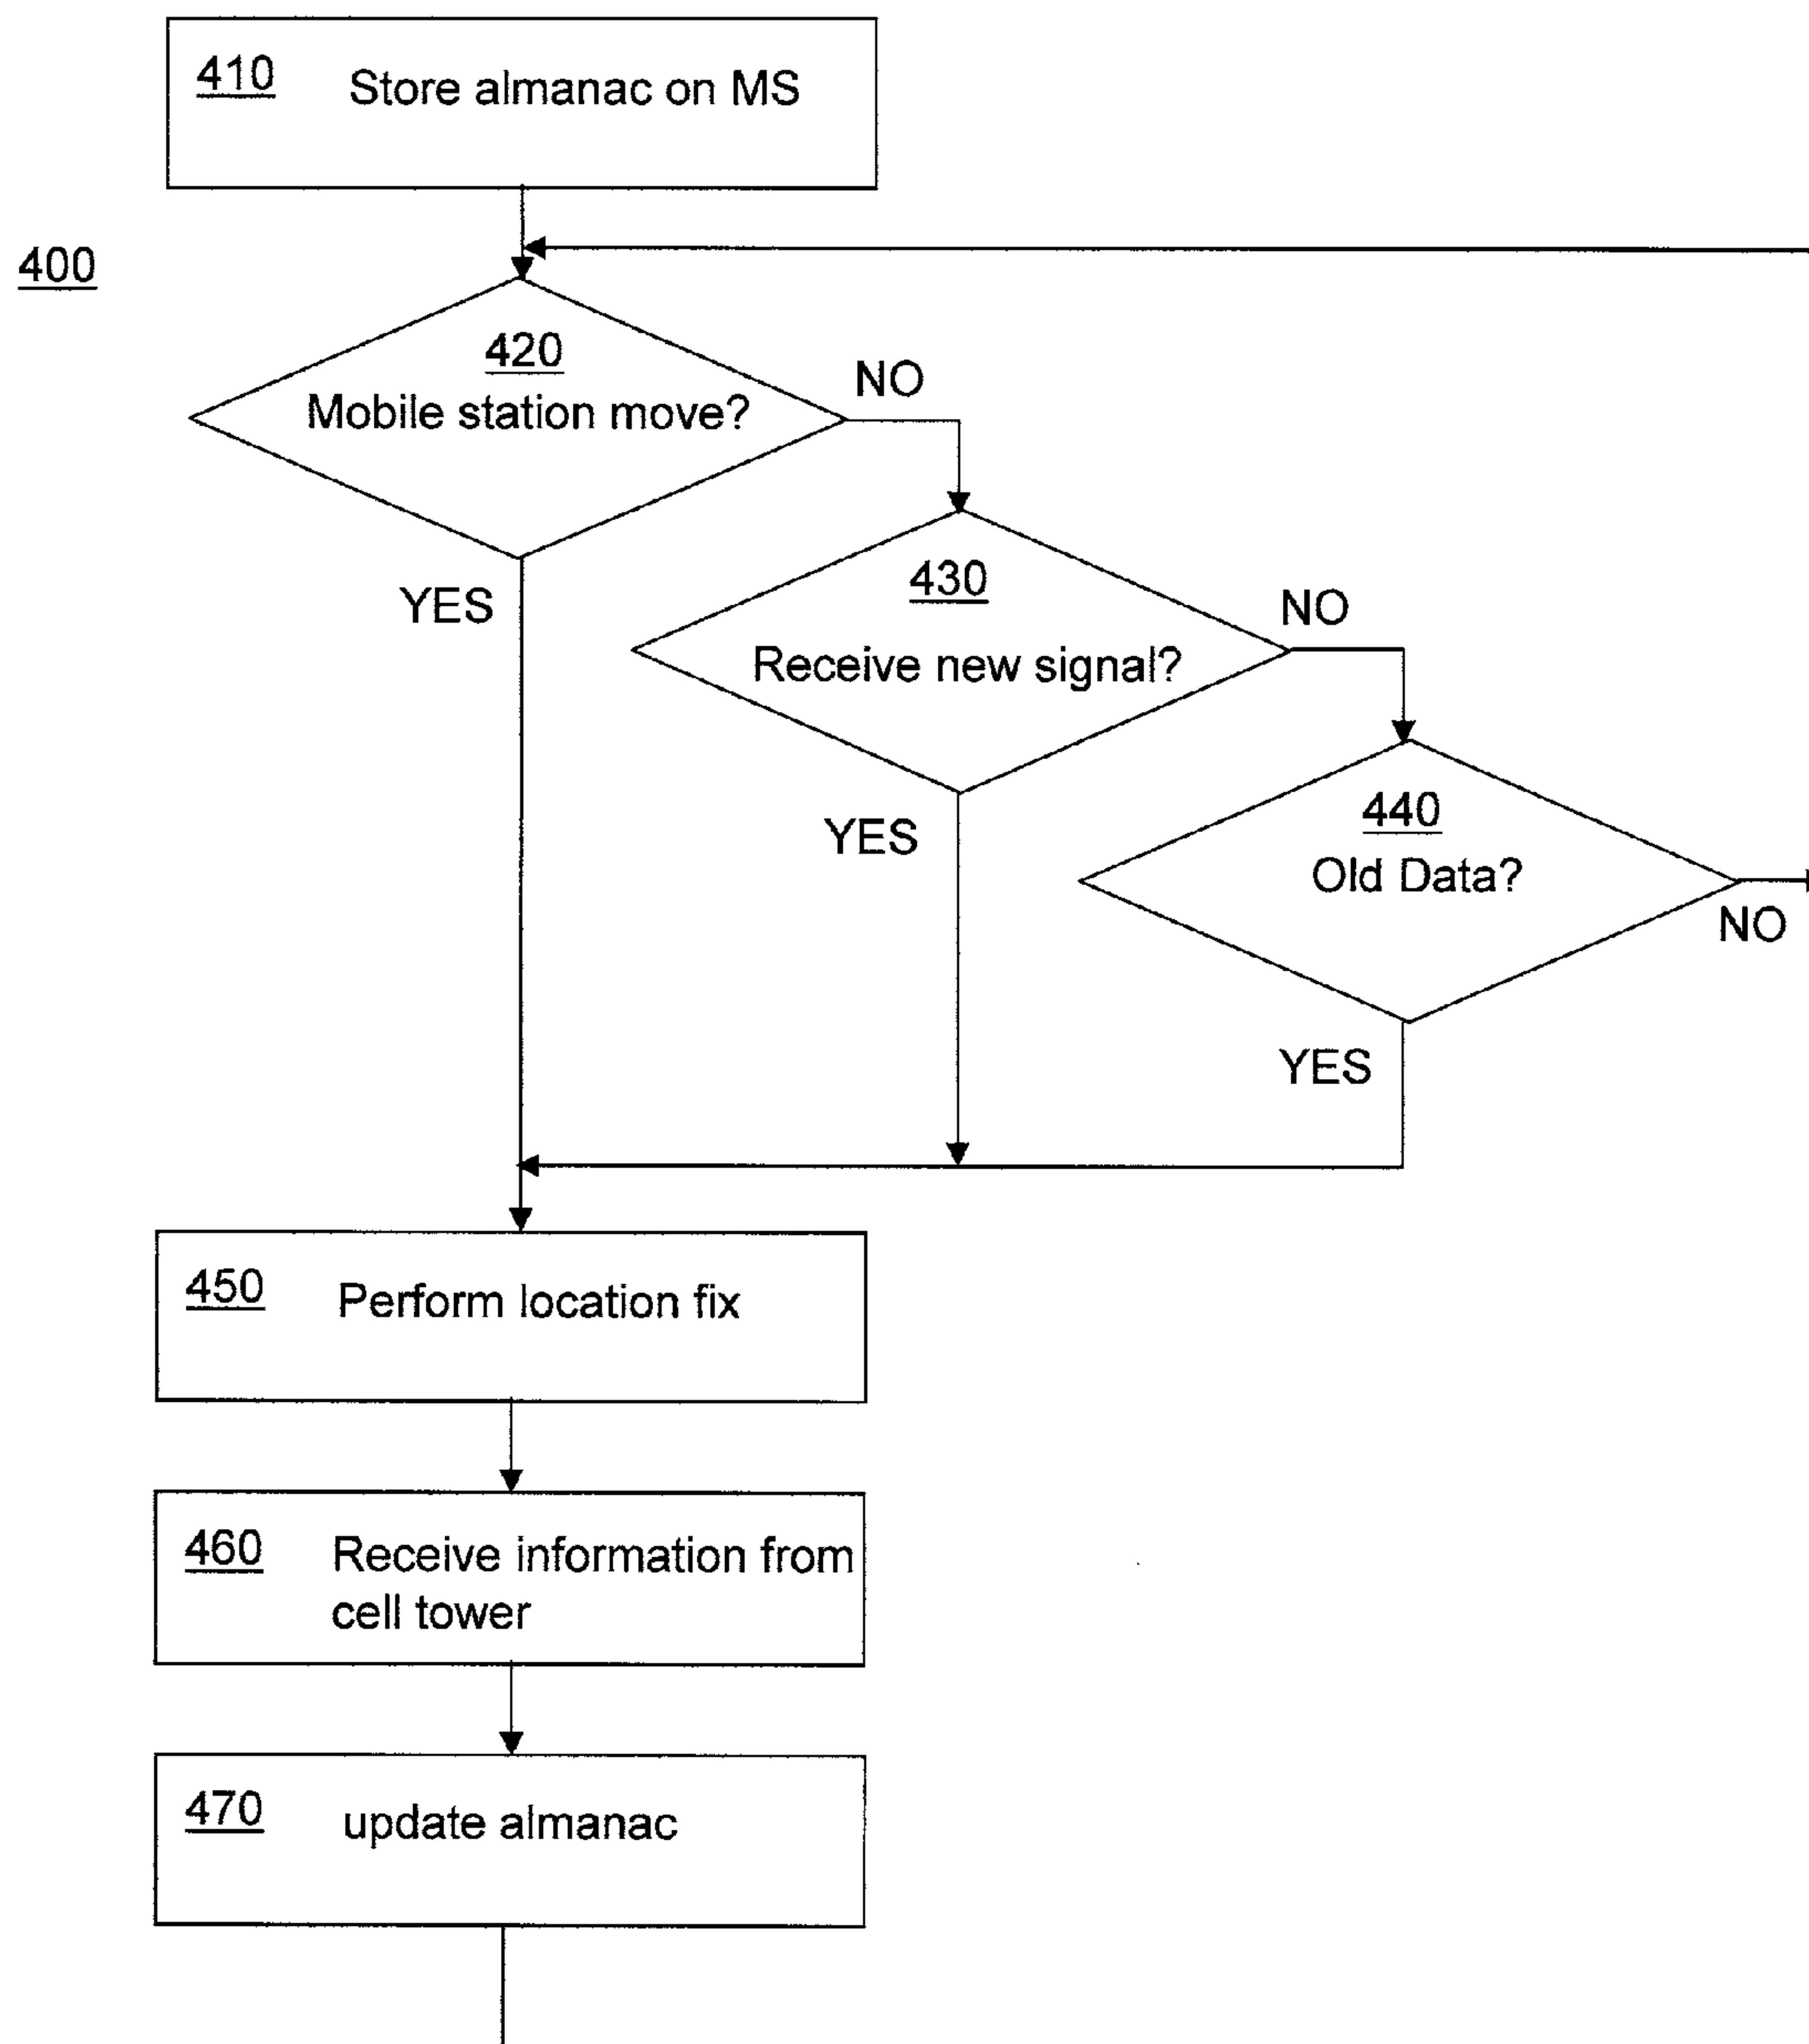 410 Store almanac on MS
400
420
Mobile station move?
NO
YES
430
Receive new signal?
NO
YES
440
Old Data?
NO
YES
450 Perform location fix
460 Receive information from
cell tower
470 update almanac